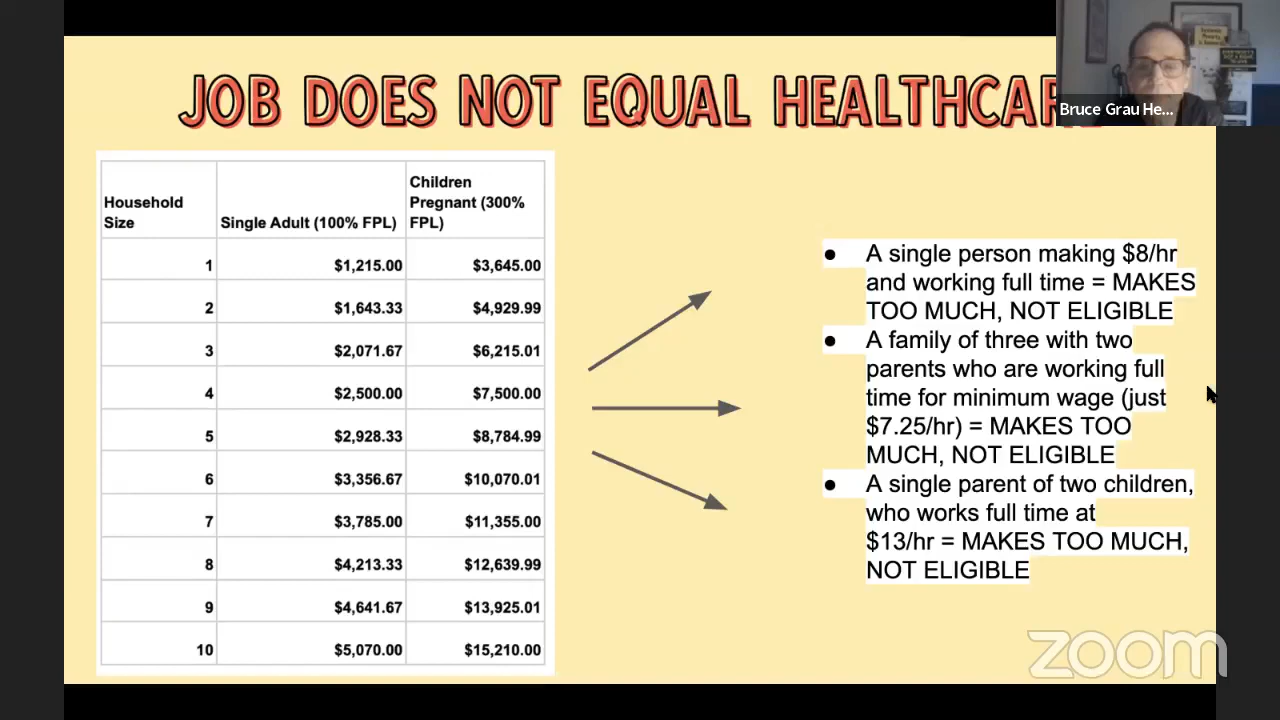 JOB DOES NOT EQUAL HEALTHCAR
Bruce Grau He...
Household Size | Single Adult (100% FPL) | Children Pregnant (300% FPL)
1 $1,215.00 $3,645.00
2 $1,643.33 $4,929.99
3 $2,071.67 $6,215.01
4 $2,500.00 $7,500.00
5 $2,928.33 $8,784.99
6 $3,356.67 $10,070.01
7 $3,785.00 $11,355.00
8 $4,213.33 $12,639.99
9 $4,641.67 $13,925.01
10 $5,070.00 $15,210.00
● A single person making $8/hr
and working full time = MAKES
TOO MUCH, NOT ELIGIBLE
● A family of three with two
parents who are working full
time for minimum wage (just
$7.25/hr) = MAKES TOO
MUCH, NOT ELIGIBLE
● A single parent of two children,
who works full time at
$13/hr = MAKES TOO MUCH,
NOT ELIGIBLE
zoom